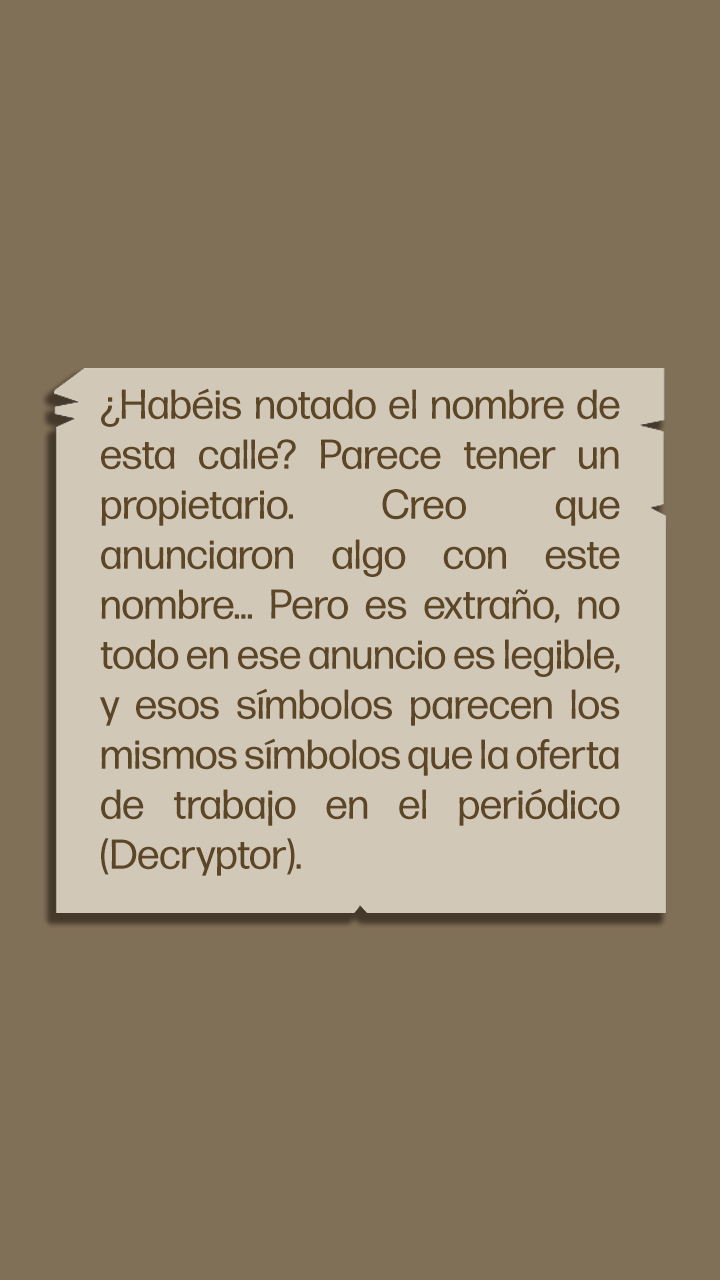 ¿Habéis notado el nombre de
esta calle? Parece tener un
propietario. Creo que
anunciaron algo con este
nombre... Pero es extraño, no
todo en ese anuncio es legible,
y esos símbolos parecen los
mismos símbolos que la oferta
de trabajo en el periódico
(Decryptor).